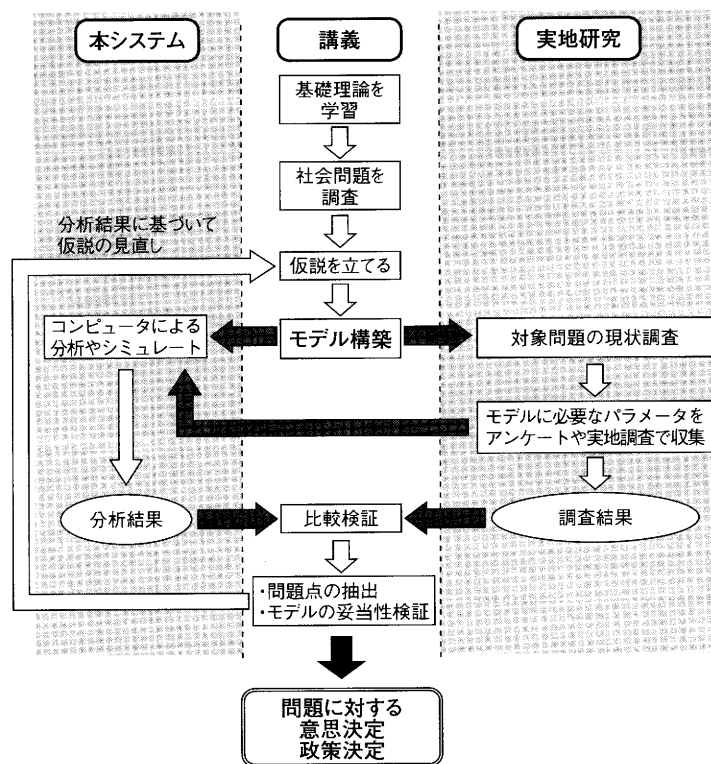 本システム
講義
実地研究
基礎理論を
学習
社会問題を
調査
分析結果に基づいて
仮説の見直し
仮説を立てる
コンピュータによる
分析やシミュレート
モデル構築
対象問題の現状調査
モデルに必要なパラメータを
アンケートや実地調査で収集
分析結果
比較検証
調査結果
・問題点の抽出
・モデルの妥当性検証
問題に対する
意思決定
政策決定